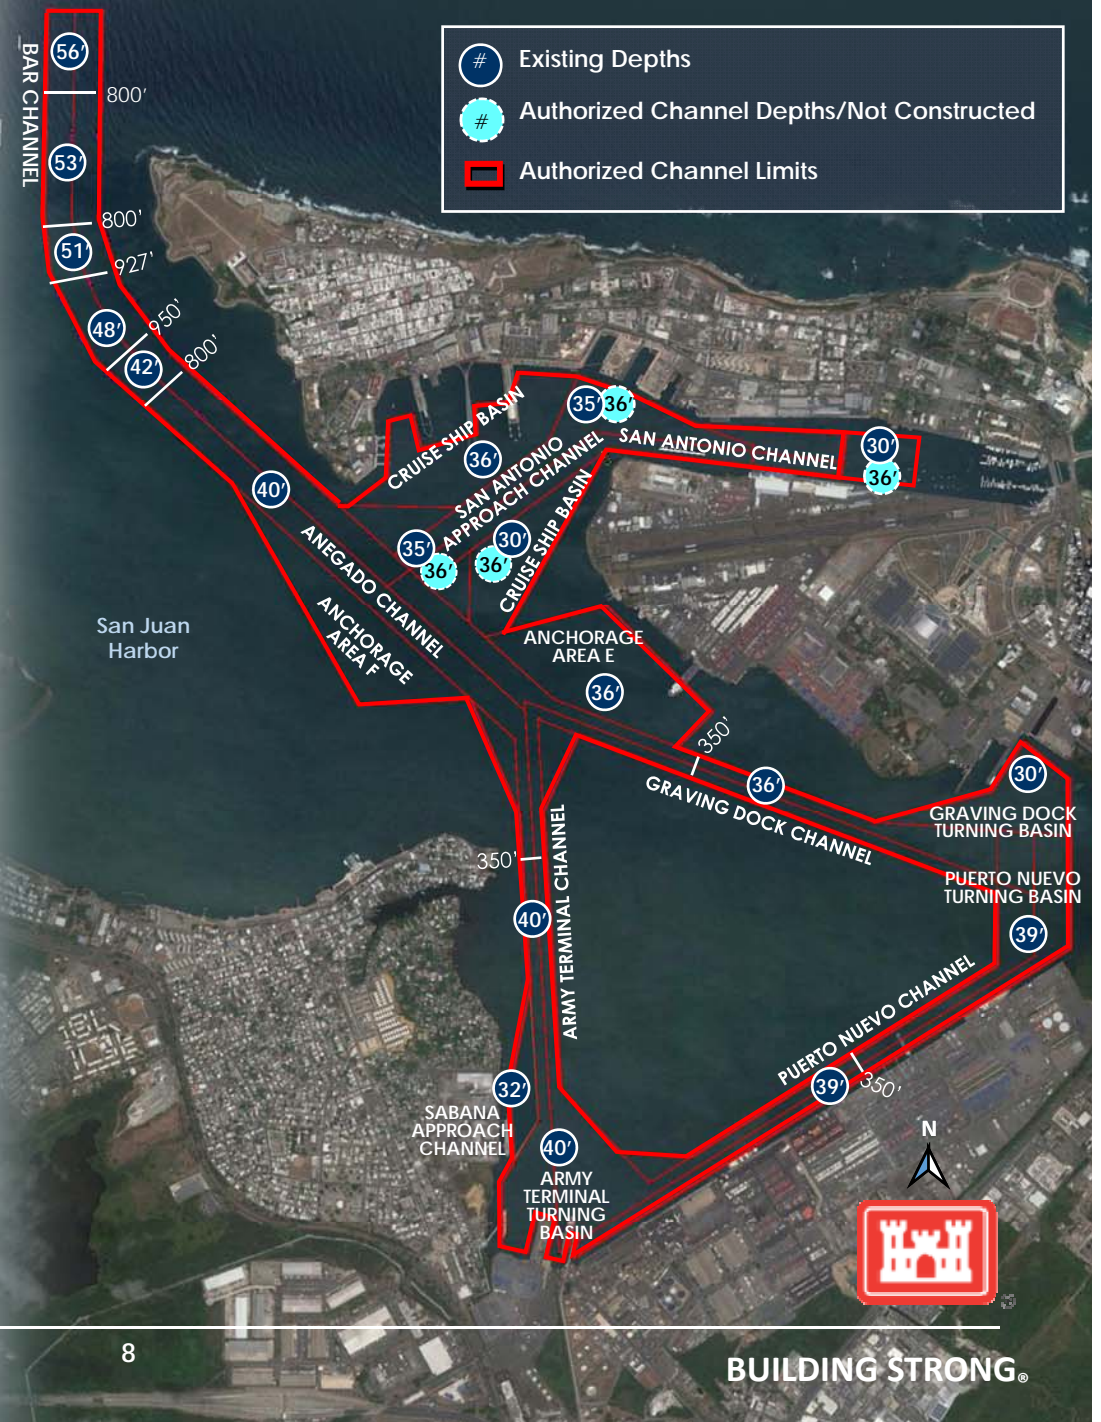 # Existing Depths
# Authorized Channel Depths/Not Constructed
Authorized Channel Limits
BAR CHANNEL
56'
800'
53'
800'
51'
927'
48'
950'
42'
800'
40'
CRUISE SHIP BASIN
36'
35'
36'
SAN ANTONIO
APPROACH CHANNEL
SAN ANTONIO CHANNEL
30'
36'
35'
36'
30'
36'
CRUISE SHIP BASIN
ANEGADO CHANNEL
ANCHORAGE
AREA F
San Juan
Harbor
ANCHORAGE
AREA E
36'
350'
36'
GRAVING DOCK CHANNEL
30'
GRAVING DOCK
TURNING BASIN
PUERTO NUEVO
TURNING BASIN
39'
350'
40'
ARMY TERMINAL CHANNEL
PUERTO NUEVO CHANNEL
39'
350'
32'
SABANA
APPROACH
CHANNEL
40'
ARMY
TERMINAL
TURNING
BASIN
N
8
BUILDING STRONG®